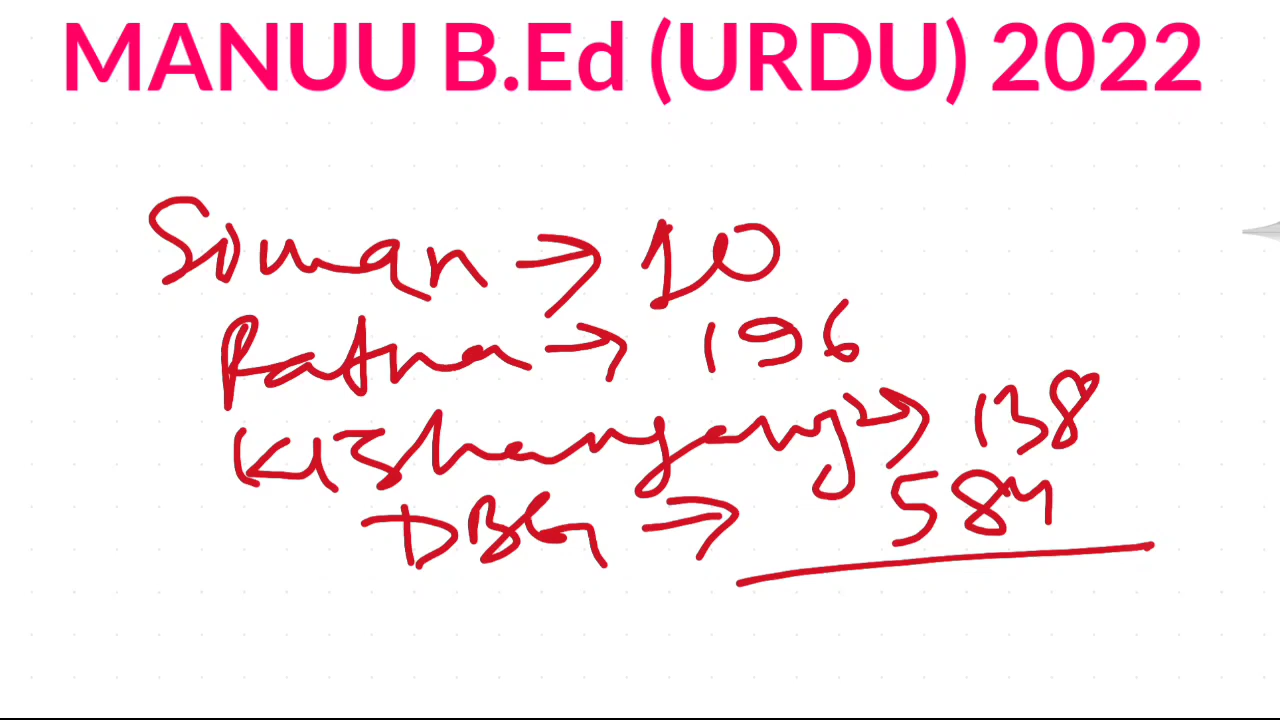 MANUU B.Ed (URDU) 2022
Siwan → 10
Patna → 196
Kishanganj → 138
DBG → 584